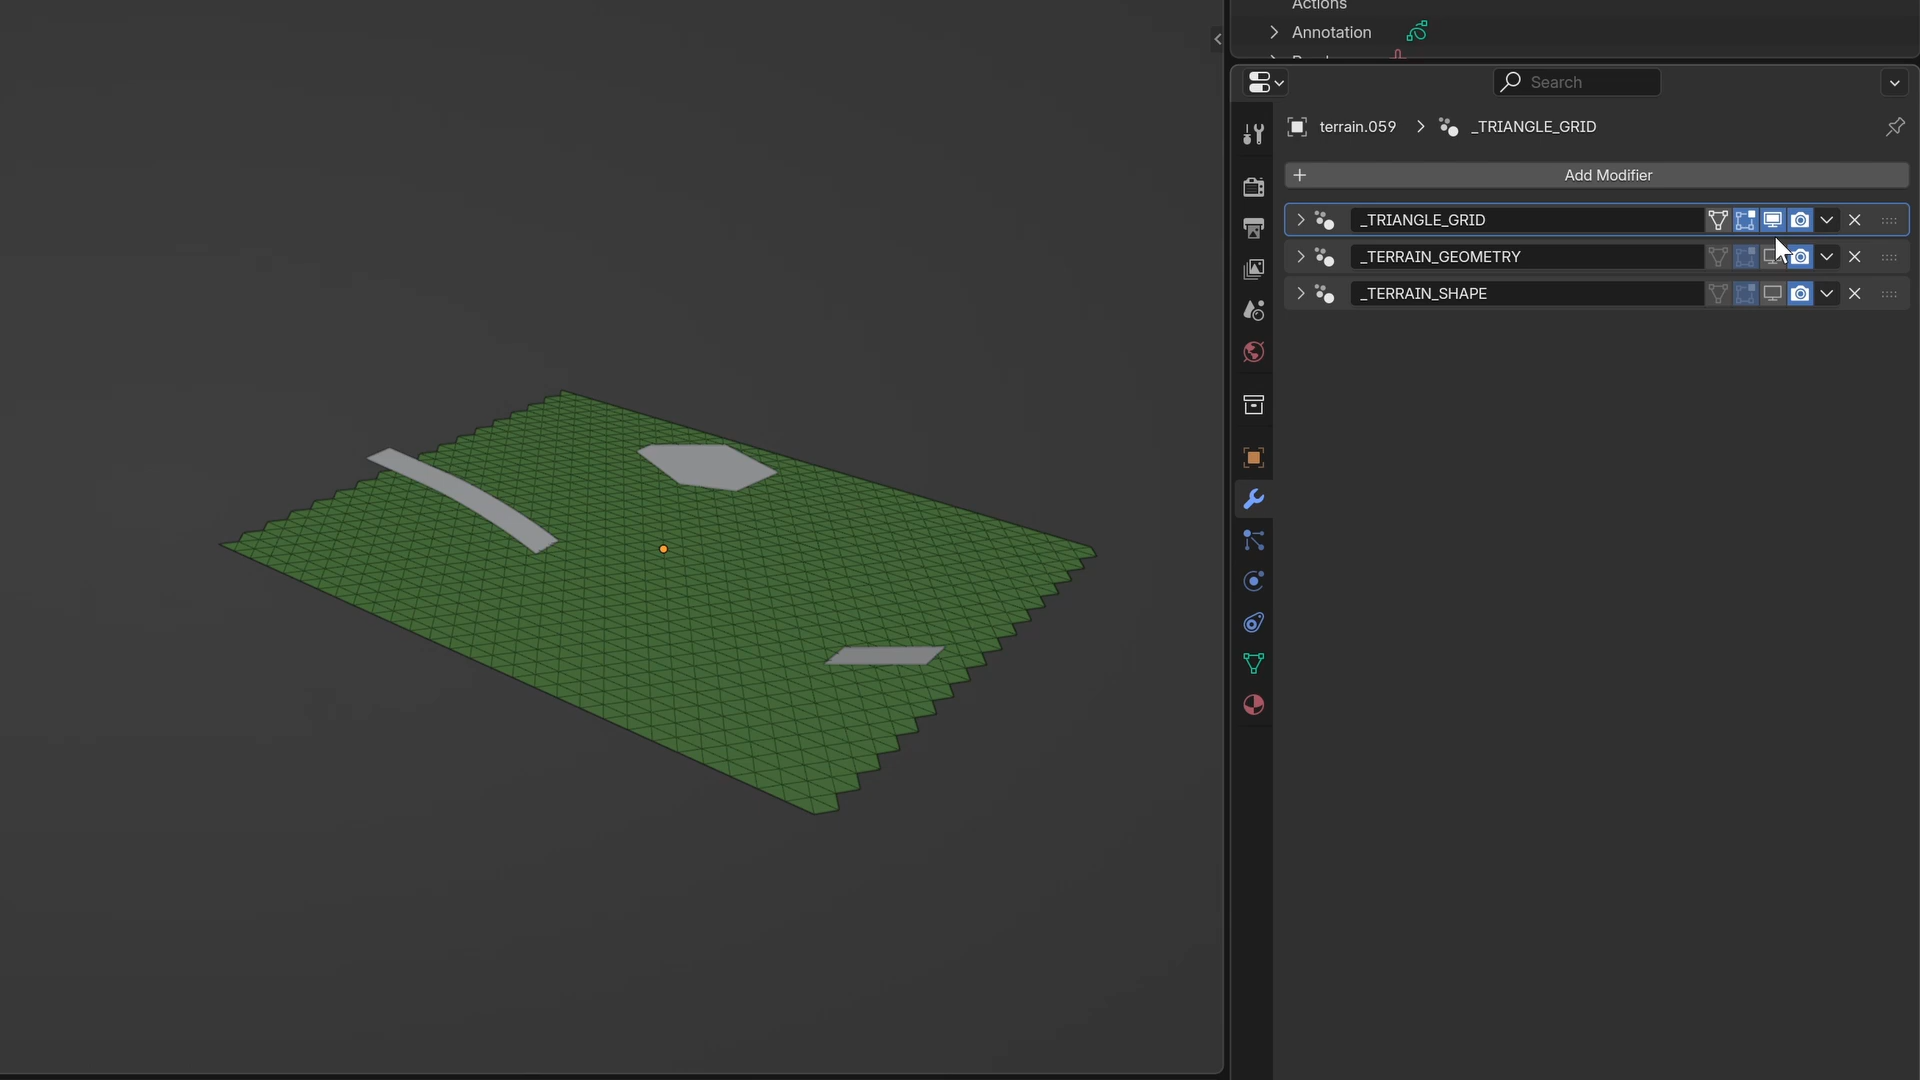 Actions
Annotation
Search
terrain.059
_TRIANGLE_GRID
Add Modifier
_TRIANGLE_GRID
_TERRAIN_GEOMETRY
_TERRAIN_SHAPE